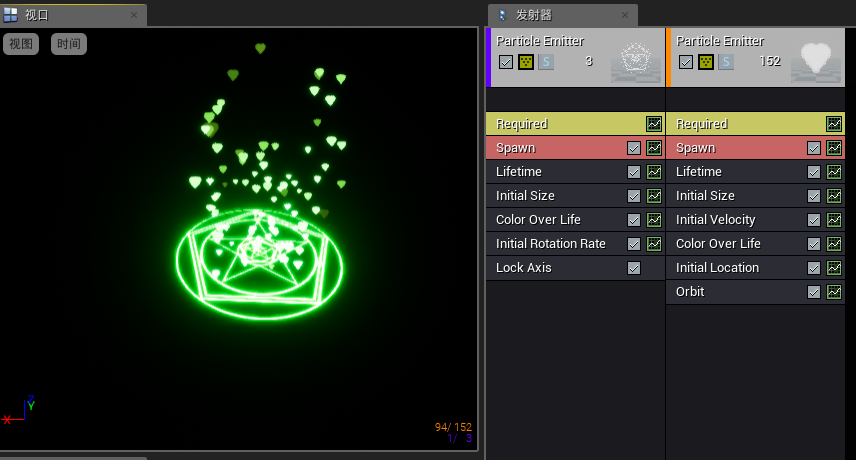 视口
视图
时间
Z
Y
X
94/ 152
1/ 3
发射器
Particle Emitter
S
3
Required
Spawn
Lifetime
Initial Size
Color Over Life
Initial Rotation Rate
Lock Axis
Particle Emitter
S
152
Required
Spawn
Lifetime
Initial Size
Initial Velocity
Color Over Life
Initial Location
Orbit